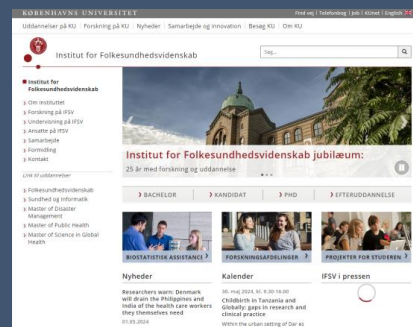 KØBENHAVNS UNIVERSITET
Find vej | Telefonbog | Job | KUnet | English
Uddannelser på KU | Forskning på KU | Nyheder | Samarbejde og innovation | Besøg KU | Om KU
Institut for Folkesundhedsvidenskab
Søg...
Institut for
Folkesundhedsvidenskab
Om instituttet
Forskning på IFSV
Undervisning på IFSV
Ansatte på IFSV
Samarbejde
Formidling
Kontakt
Link til uddannelser
Folkesundhedsvidenskab
Sundhed og informatik
Master of Disaster
Management
Master of Public Health
Master of Science in Global
Health
Institut for Folkesundhedsvidenskab jubilæum:
25 år med forskning og uddannelse
BACHELOR
KANDIDAT
PHD
EFTERUDDANNELSE
BIOSTATISTISK ASSISTANCE
FORSKNINGSAFDELINGER
PROJEKTER FOR STUDEREN
Nyheder
Researchers warn: Denmark
will drain the Philippines and
India of the health care workers
they themselves need
01.05.2024
Kalender
30. maj 2024, kl. 9.30-16.00
Childbirth in Tanzania and
Globally: gaps in research and
clinical practice
Within the urban setting of Dar es
IFSV i pressen